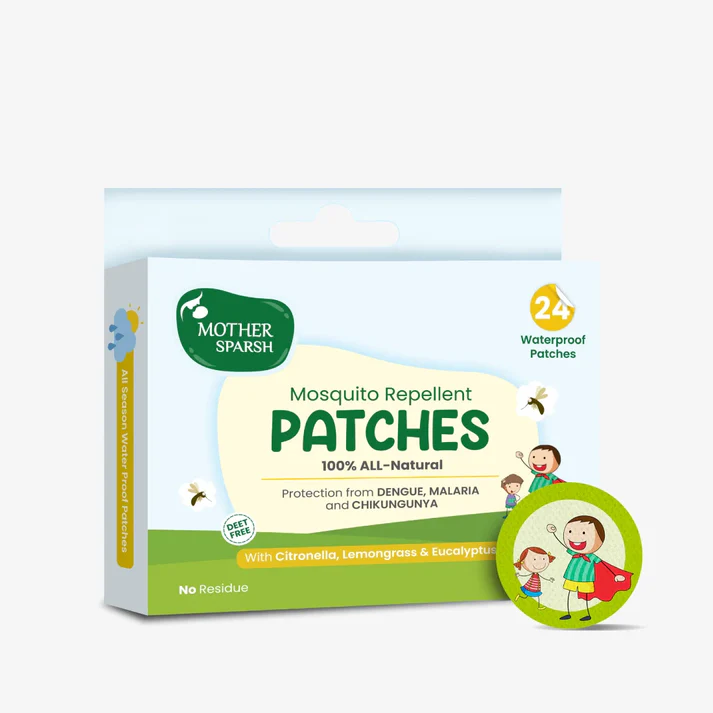 MOTHER
SPARSH
24
Waterproof
Patches
Mosquito Repellent
PATCHES
100% ALL-Natural
Protection from DENGUE, MALARIA
and CHIKUNGUNYA
DEET
FREE
With Citronella, Lemongrass & Eucalyptus
No Residue
All Season Water Proof Patches